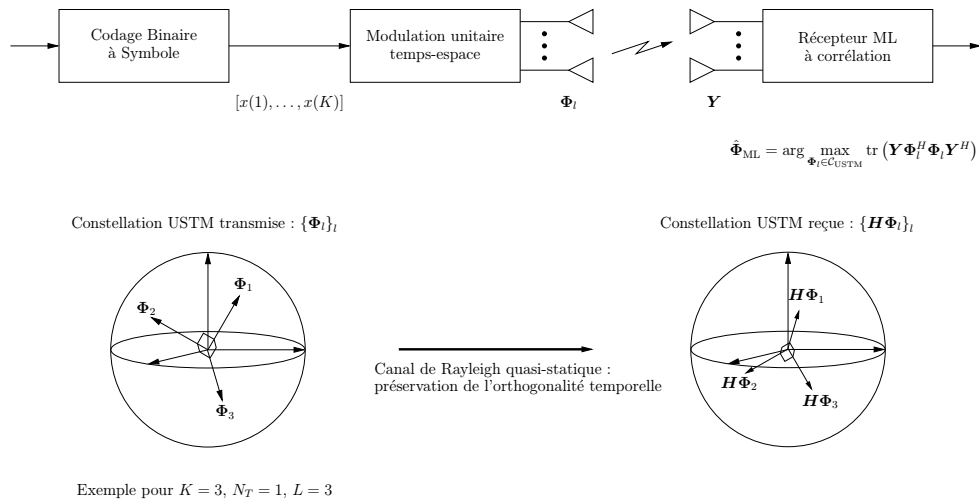 Codage Binaire
à Symbole
Modulation unitaire
temps-espace
Récepteur ML
à corrélation
[x(1), . . . , x(K)]
Φ_l
Y
Φ̂_ML = arg max_{Φ_l∈C_USTM} tr (YΦ_l^HΦ_lY^H)
Constellation USTM transmise : {Φ_l}_l
Constellation USTM reçue : {HΦ_l}_l
Φ_1
Φ_2
Φ_3
HΦ_1
HΦ_2
HΦ_3
Canal de Rayleigh quasi-statique :
préservation de l'orthogonalité temporelle
Exemple pour K = 3, N_T = 1, L = 3